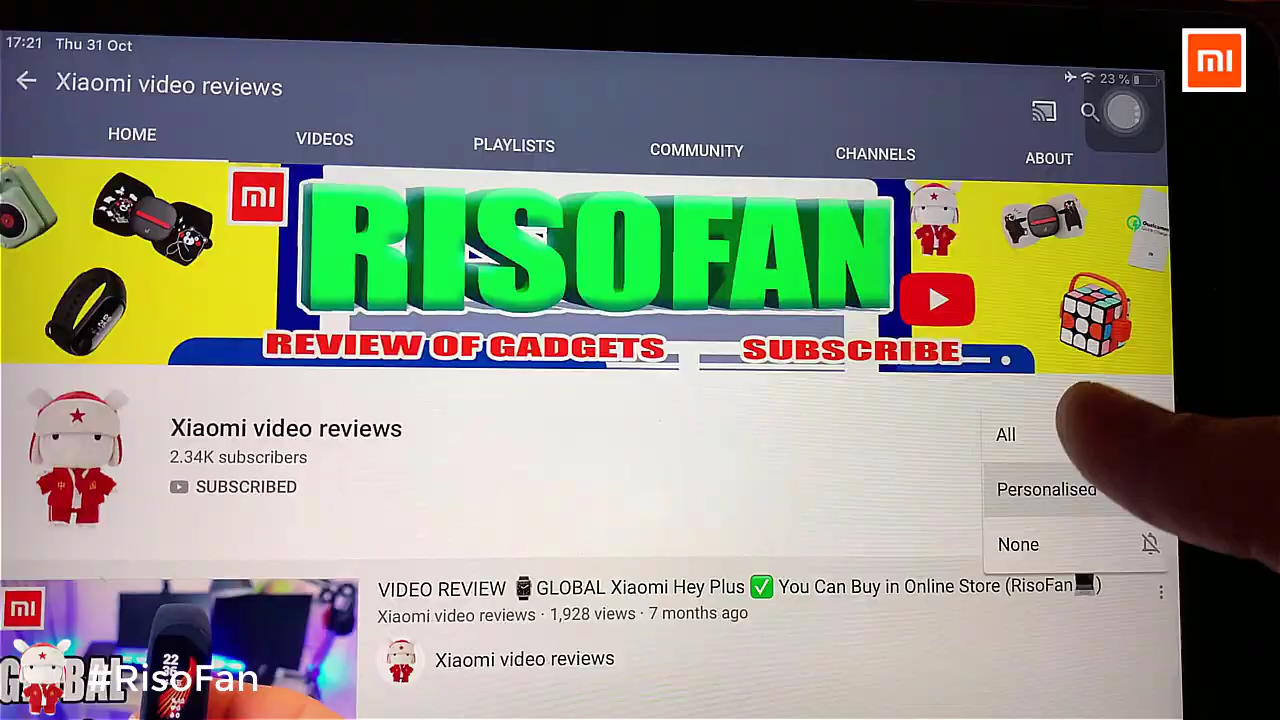 17:21 Thu 31 Oct
23 %
Xiaomi video reviews
HOME
VIDEOS
PLAYLISTS
COMMUNITY
CHANNELS
ABOUT
RISOFAN
REVIEW OF GADGETS
SUBSCRIBE
Xiaomi video reviews
2.34K subscribers
SUBSCRIBED
All
Personalised
None
VIDEO REVIEW ⌚GLOBAL Xiaomi Hey Plus ✅ You Can Buy in Online Store (RisoFan💻)
Xiaomi video reviews · 1,928 views · 7 months ago
Xiaomi video reviews
GLOBAL
#RisoFan